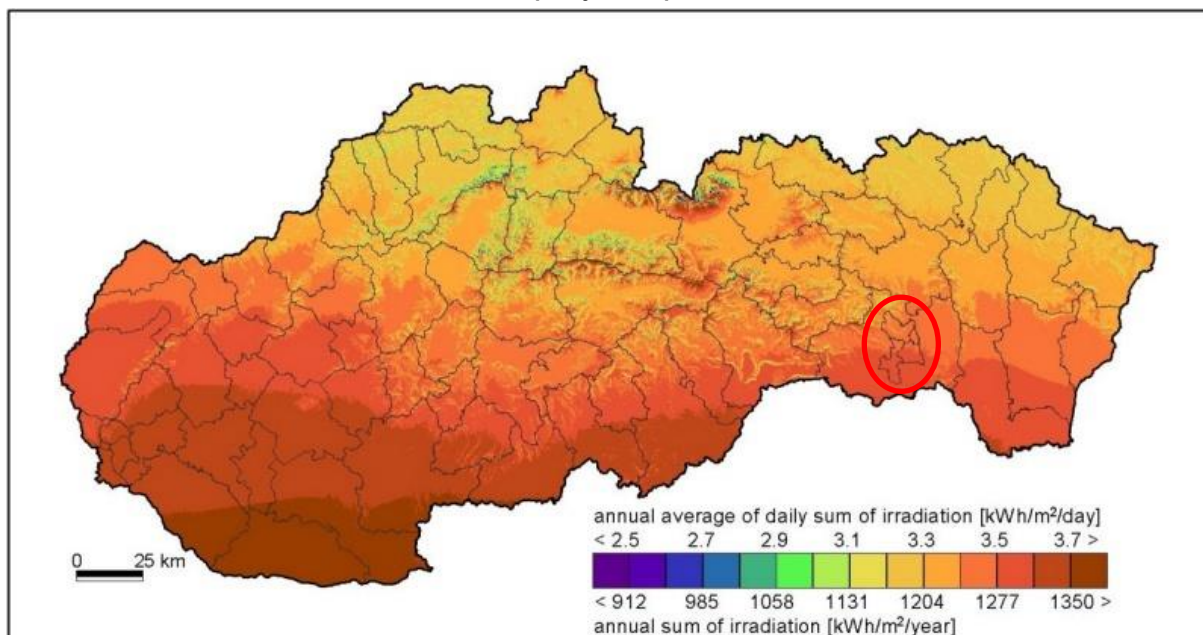 annual average of daily sum of irradiation [kWh/m²/day]
< 2.5 2.7 2.9 3.1 3.3 3.5 3.7 >
0 25 km
< 912 985 1058 1131 1204 1277 1350 >
annual sum of irradiation [kWh/m²/year]